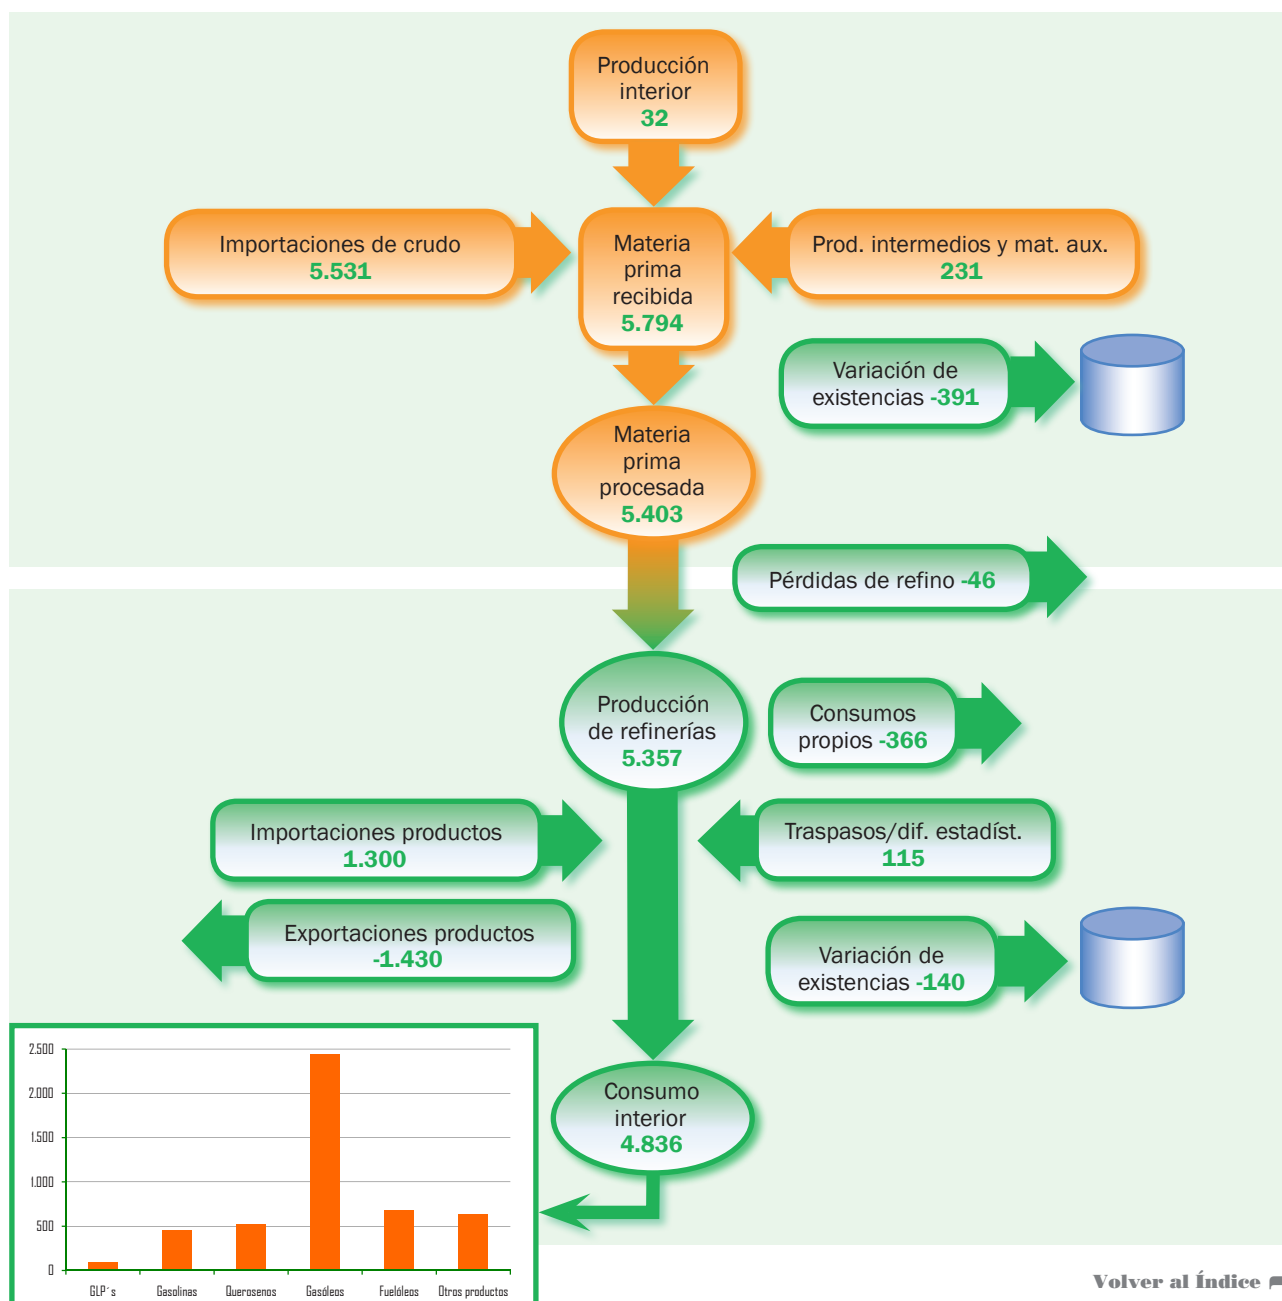 Producción
interior
32
Importaciones de crudo
5.531
Materia
prima
recibida
5.794
Prod. intermedios y mat. aux.
231
Variación de
existencias -391
Materia
prima
procesada
5.403
Pérdidas de refino -46
Producción
de refinerías
5.357
Consumos
propios -366
Importaciones productos
1.300
Traspasos/dif. estadíst.
115
Exportaciones productos
-1.430
Variación de
existencias -140
Consumo
interior
4.836
2.500
2.000
1.500
1.000
500
0
GLP´s Gasolinas Querosenos Gasóleos Fuelóleos Otros productos
Volver al Índice